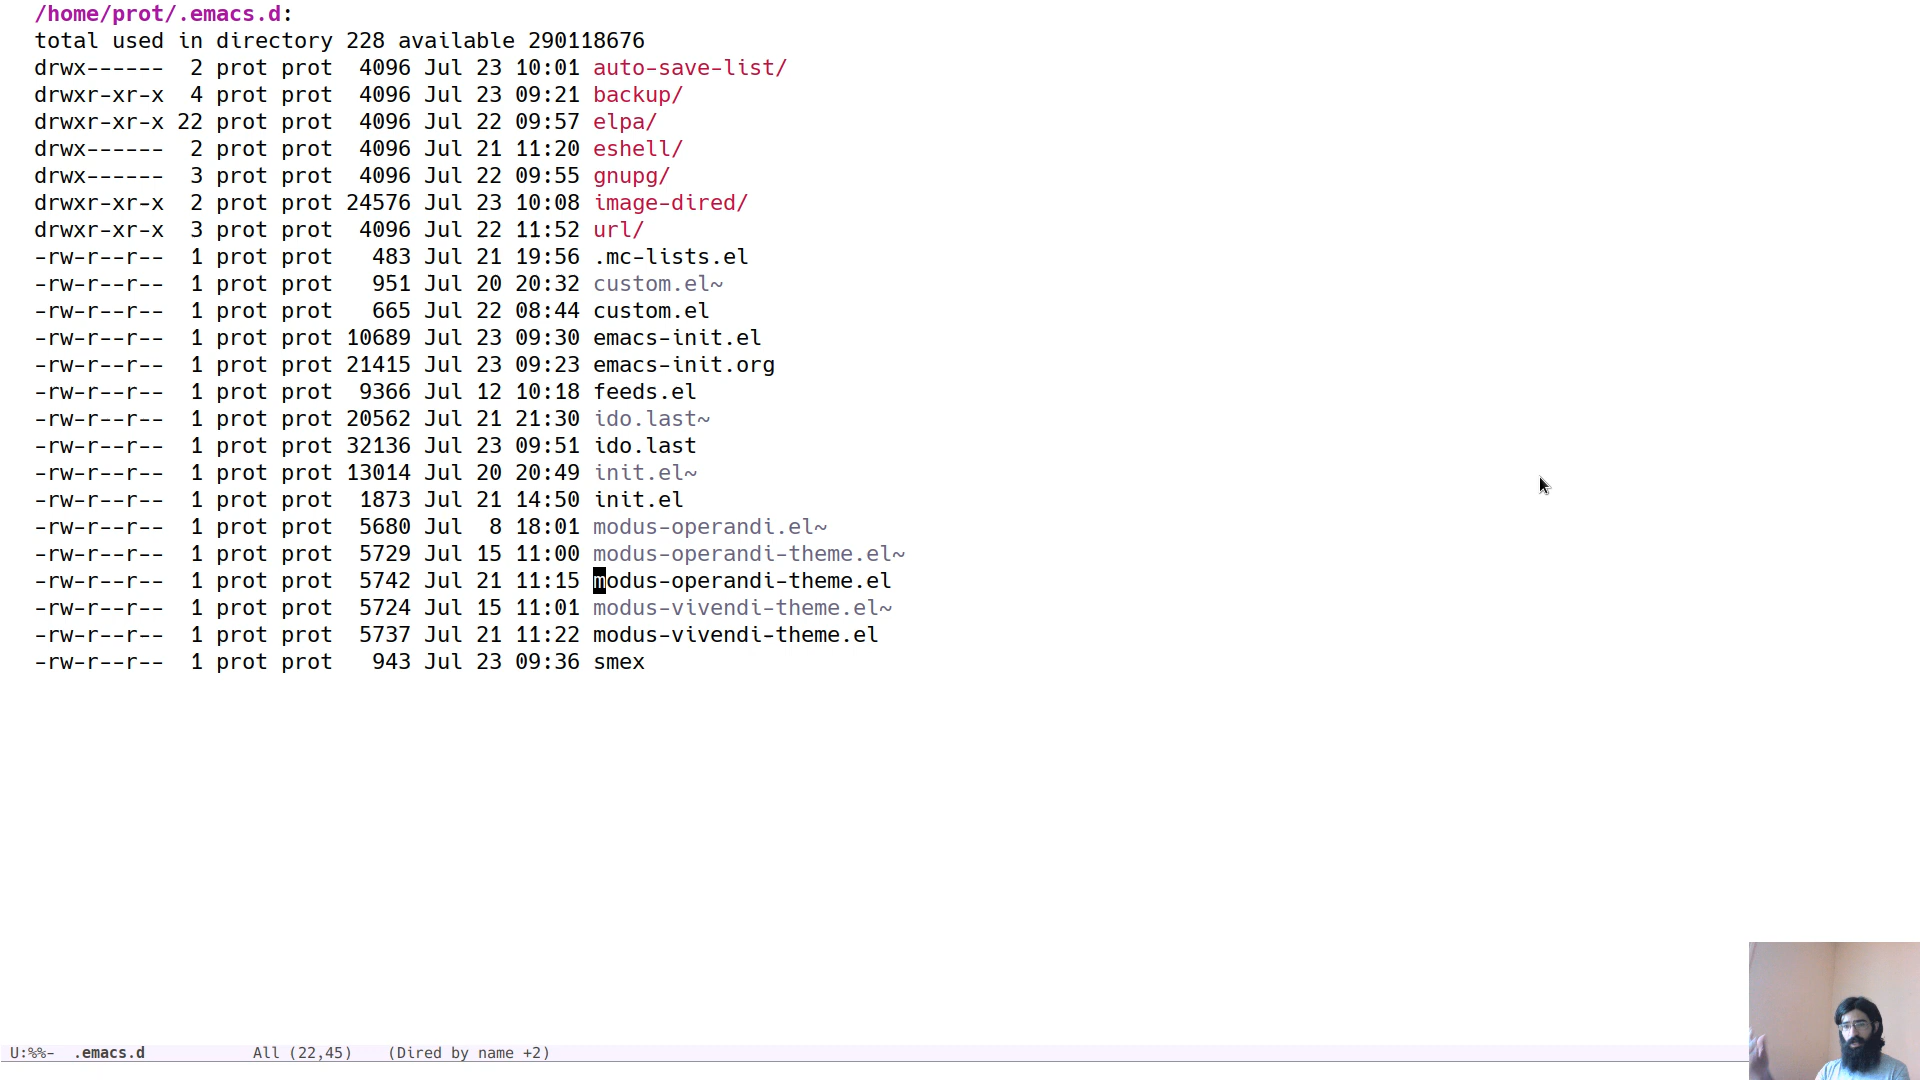 /home/prot/.emacs.d:
total used in directory 228 available 290118676
drwx------  2 prot prot  4096 Jul 23 10:01 auto-save-list/
drwxr-xr-x  4 prot prot  4096 Jul 23 09:21 backup/
drwxr-xr-x 22 prot prot  4096 Jul 22 09:57 elpa/
drwx------  2 prot prot  4096 Jul 21 11:20 eshell/
drwx------  3 prot prot  4096 Jul 22 09:55 gnupg/
drwxr-xr-x  2 prot prot 24576 Jul 23 10:08 image-dired/
drwxr-xr-x  3 prot prot  4096 Jul 22 11:52 url/
-rw-r--r--  1 prot prot   483 Jul 21 19:56 .mc-lists.el
-rw-r--r--  1 prot prot   951 Jul 20 20:32 custom.el~
-rw-r--r--  1 prot prot   665 Jul 22 08:44 custom.el
-rw-r--r--  1 prot prot 10689 Jul 23 09:30 emacs-init.el
-rw-r--r--  1 prot prot 21415 Jul 23 09:23 emacs-init.org
-rw-r--r--  1 prot prot  9366 Jul 12 10:18 feeds.el
-rw-r--r--  1 prot prot 20562 Jul 21 21:30 ido.last~
-rw-r--r--  1 prot prot 32136 Jul 23 09:51 ido.last
-rw-r--r--  1 prot prot 13014 Jul 20 20:49 init.el~
-rw-r--r--  1 prot prot  1873 Jul 21 14:50 init.el
-rw-r--r--  1 prot prot  5680 Jul  8 18:01 modus-operandi.el~
-rw-r--r--  1 prot prot  5729 Jul 15 11:00 modus-operandi-theme.el~
-rw-r--r--  1 prot prot  5742 Jul 21 11:15 modus-operandi-theme.el
-rw-r--r--  1 prot prot  5724 Jul 15 11:01 modus-vivendi-theme.el~
-rw-r--r--  1 prot prot  5737 Jul 21 11:22 modus-vivendi-theme.el
-rw-r--r--  1 prot prot   943 Jul 23 09:36 smex
U:%%-  .emacs.d  All (22,45)  (Dired by name +2)